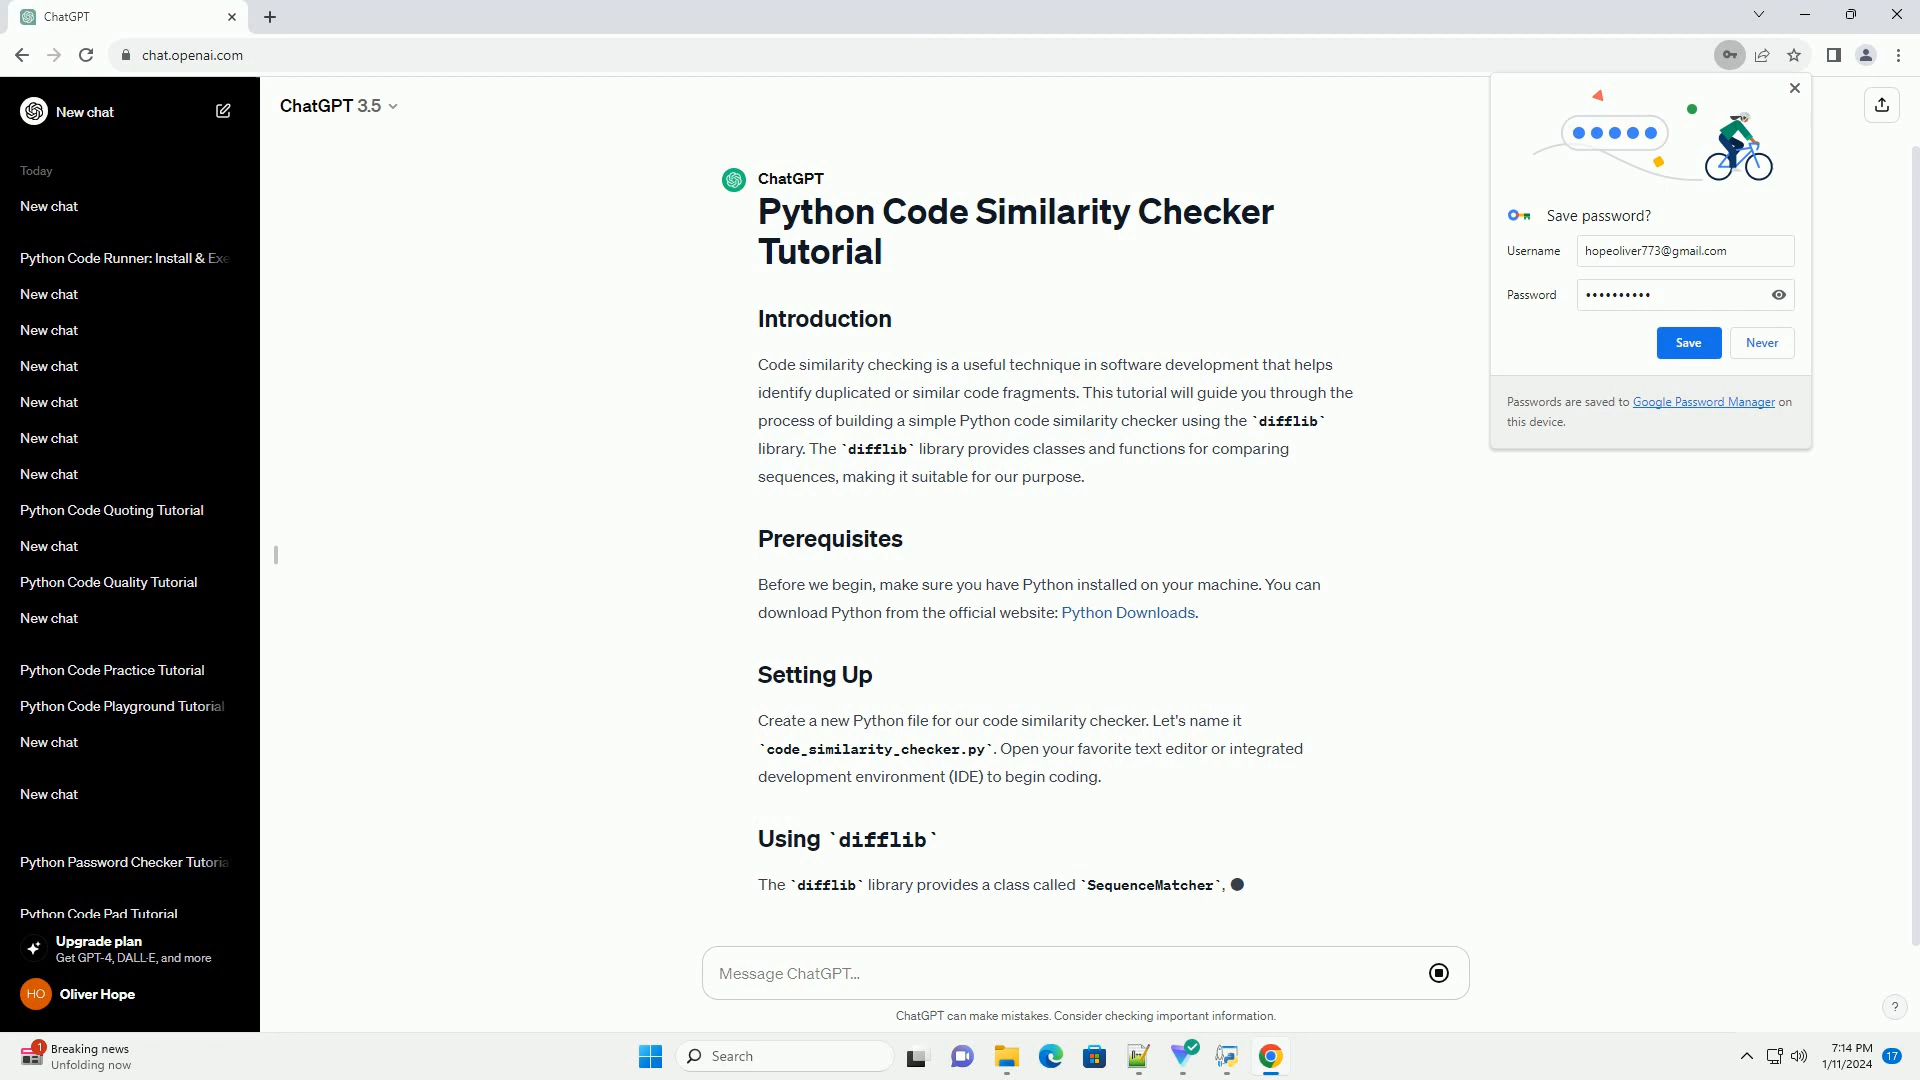 ChatGPT
chat.openai.com
New chat
Today
New chat
Python Code Runner: Install & Exe
New chat
New chat
New chat
New chat
New chat
New chat
Python Code Quoting Tutorial
New chat
Python Code Quality Tutorial
New chat
Python Code Practice Tutorial
Python Code Playground Tutorial
New chat
New chat
Python Password Checker Tutoria
Python Code Pad Tutorial
Upgrade plan
Get GPT-4, DALL·E, and more
HO Oliver Hope
ChatGPT 3.5
ChatGPT
Python Code Similarity Checker
Tutorial
Introduction
Code similarity checking is a useful technique in software development that helps
identify duplicated or similar code fragments. This tutorial will guide you through the
process of building a simple Python code similarity checker using the `difflib`
library. The `difflib` library provides classes and functions for comparing
sequences, making it suitable for our purpose.
Prerequisites
Before we begin, make sure you have Python installed on your machine. You can
download Python from the official website: Python Downloads.
Setting Up
Create a new Python file for our code similarity checker. Let's name it
`code_similarity_checker.py`. Open your favorite text editor or integrated
development environment (IDE) to begin coding.
Using `difflib`
The `difflib` library provides a class called `SequenceMatcher`,
Message ChatGPT...
ChatGPT can make mistakes. Consider checking important information.
?
Save password?
Username hopeoliver773@gmail.com
Password ••••••••••
Save Never
Passwords are saved to Google Password Manager on
this device.
1
Breaking news
Unfolding now
Search
7:14 PM
1/11/2024
17